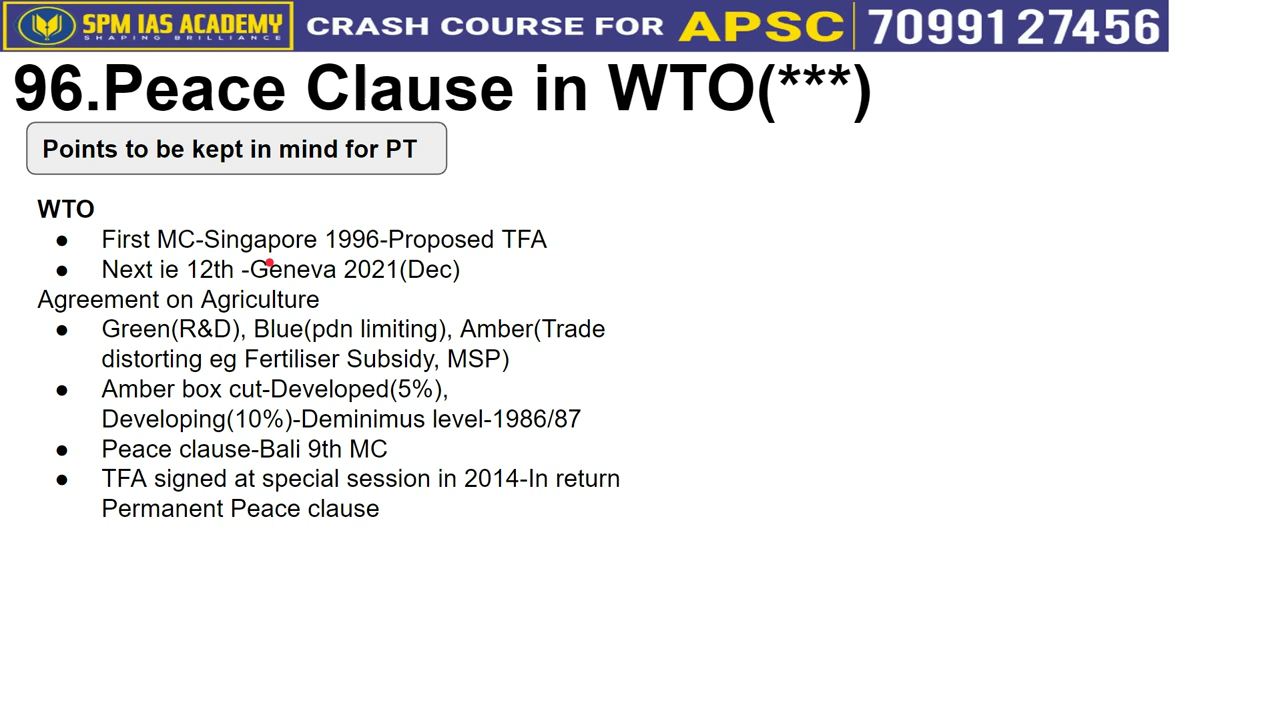 SPM IAS ACADEMY
SHAPING BRILLIANCE
CRASH COURSE FOR APSC 70991 27456
96.Peace Clause in WTO(***)
Points to be kept in mind for PT
WTO
● First MC-Singapore 1996-Proposed TFA
● Next ie 12th -Geneva 2021(Dec)
Agreement on Agriculture
● Green(R&D), Blue(pdn limiting), Amber(Trade
distorting eg Fertiliser Subsidy, MSP)
● Amber box cut-Developed(5%),
Developing(10%)-Deminimus level-1986/87
● Peace clause-Bali 9th MC
● TFA signed at special session in 2014-In return
Permanent Peace clause